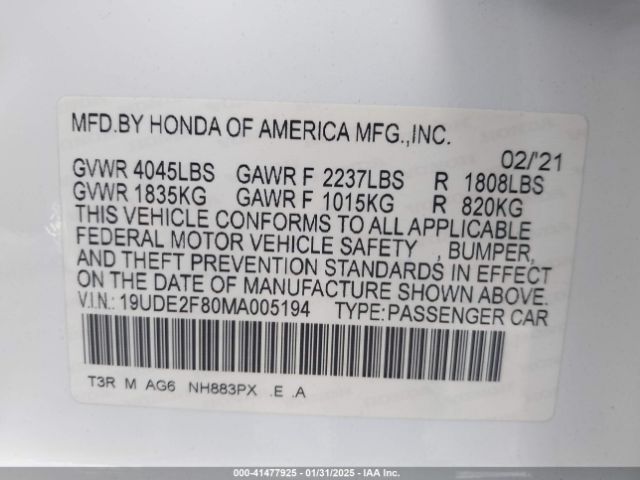 MFD.BY HONDA OF AMERICA MFG.,INC.
02/'21
GVWR 4045LBS GAWR F 2237LBS R 1808LBS
GVWR 1835KG GAWR F 1015KG R 820KG
THIS VEHICLE CONFORMS TO ALL APPLICABLE
FEDERAL MOTOR VEHICLE SAFETY , BUMPER,
AND THEFT PREVENTION STANDARDS IN EFFECT
ON THE DATE OF MANUFACTURE SHOWN ABOVE.
V.I.N.: 19UDE2F80MA005194 TYPE:PASSENGER CAR
T3R M AG6 NH883PX .E .A
000-41477925 - 01/31/2025 - IAA Inc.